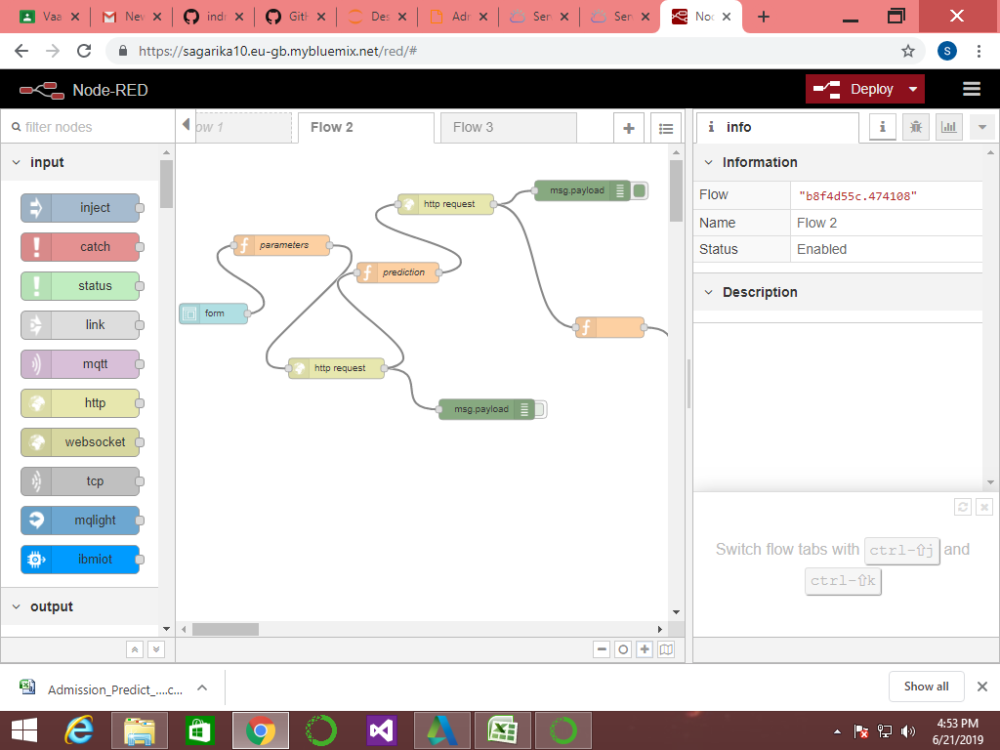 Vaa
New
indr
Gith
Des
Adr
Ser
Ser
Noc
https://sagarika10.eu-gb.mybluemix.net/red/#
S
Node-RED
Deploy
filter nodes
Flow 2
Flow 3
i info
i
input
inject
catch
status
link
mqtt
http
websocket
tcp
mqlight
ibmiot
output
http request
msg.payload
parameters
prediction
form
http request
msg.payload
Information
Flow "b8f4d55c.474108"
Name Flow 2
Status Enabled
Description
Switch flow tabs with ctrl-⇧j and
ctrl-⇧k
Admission_Predict_....c...
Show all
4:53 PM
6/21/2019